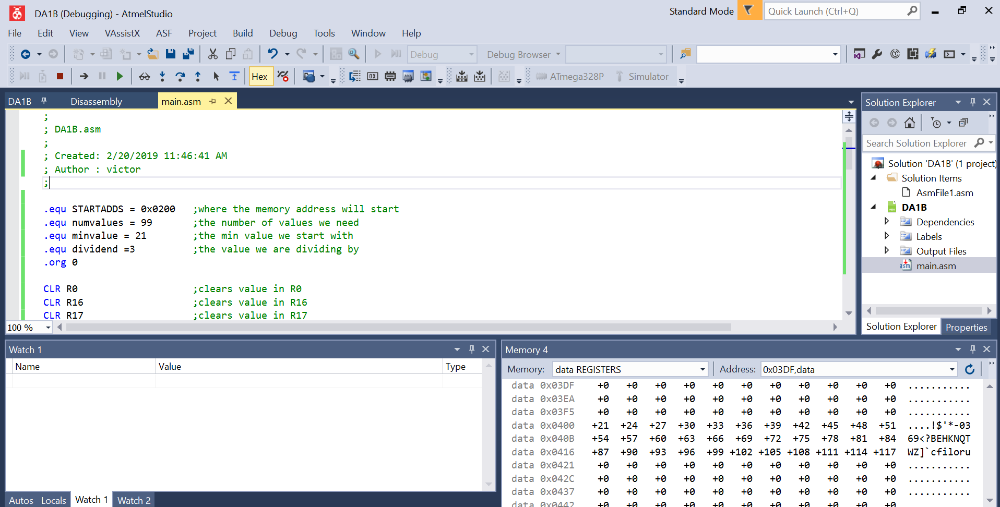 DA1B (Debugging) - AtmelStudio
Standard Mode
Quick Launch (Ctrl+Q)
File Edit View VAssistX ASF Project Build Debug Tools Window Help
Debug
Debug Browser
Hex
ATmega328P
Simulator
DA1B
Disassembly
main.asm
;
; DA1B.asm
;
; Created: 2/20/2019 11:46:41 AM
; Author : victor
;
.equ STARTADDS = 0x0200 ;where the memory address will start
.equ numvalues = 99 ;the number of values we need
.equ minvalue = 21 ;the min value we start with
.equ dividend =3 ;the value we are dividing by
.org 0
CLR R0 ;clears value in R0
CLR R16 ;clears value in R16
CLR R17 ;clears value in R17
100 %
Solution Explorer
Search Solution Explorer
Solution 'DA1B' (1 project)
Solution Items
AsmFile1.asm
DA1B
Dependencies
Labels
Output Files
main.asm
Solution Explorer Properties
Watch 1
Name Value Type
Autos Locals Watch 1 Watch 2
Memory 4
Memory: data REGISTERS Address: 0x03DF,data
data 0x03DF +0 +0 +0 +0 +0 +0 +0 +0 +0 +0 +0 ...........
data 0x03EA +0 +0 +0 +0 +0 +0 +0 +0 +0 +0 +0 ...........
data 0x03F5 +0 +0 +0 +0 +0 +0 +0 +0 +0 +0 +0 ...........
data 0x0400 +21 +24 +27 +30 +33 +36 +39 +42 +45 +48 +51 ....!$'*-03
data 0x040B +54 +57 +60 +63 +66 +69 +72 +75 +78 +81 +84 69<?BEHKNQT
data 0x0416 +87 +90 +93 +96 +99 +102 +105 +108 +111 +114 +117 WZ]`cfiloru
data 0x0421 +0 +0 +0 +0 +0 +0 +0 +0 +0 +0 +0 ...........
data 0x042C +0 +0 +0 +0 +0 +0 +0 +0 +0 +0 +0 ...........
data 0x0437 +0 +0 +0 +0 +0 +0 +0 +0 +0 +0 +0 ...........
data 0x0442 +0 +0 +0 +0 +0 +0 +0 +0 +0 +0 +0